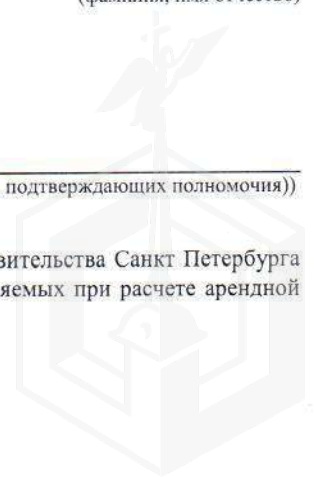 (фамилия, имя отчество)
подтверждающих полномочия))
вительства Санкт Петербурга
яемых при расчете арендной